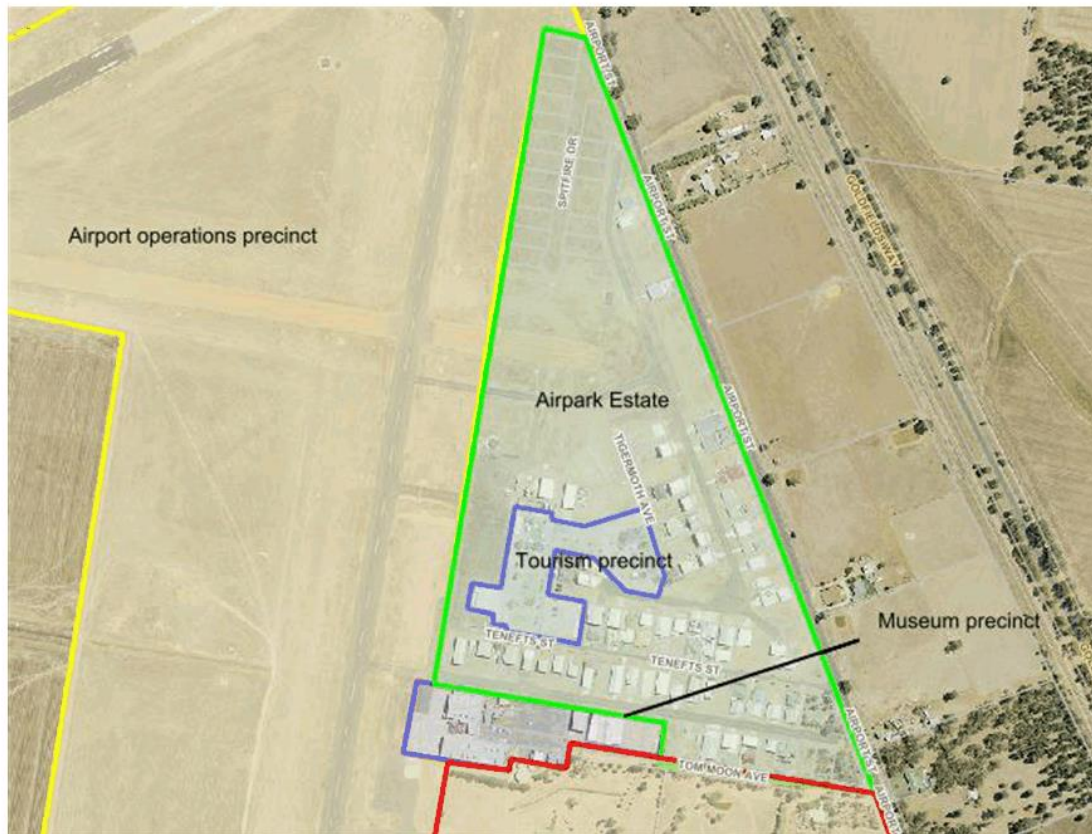 AIRPORT ST
SPITFIRE DR
AIRPORT ST
GOLDFIELDS WAY
Airport operations precinct
AIRPORT ST
Airpark Estate
TIGERMOTH AVE
Tourism precinct
Museum precinct
TENEFTS ST
TENEFTS ST
AIRPORT ST
TOM MOON AVE